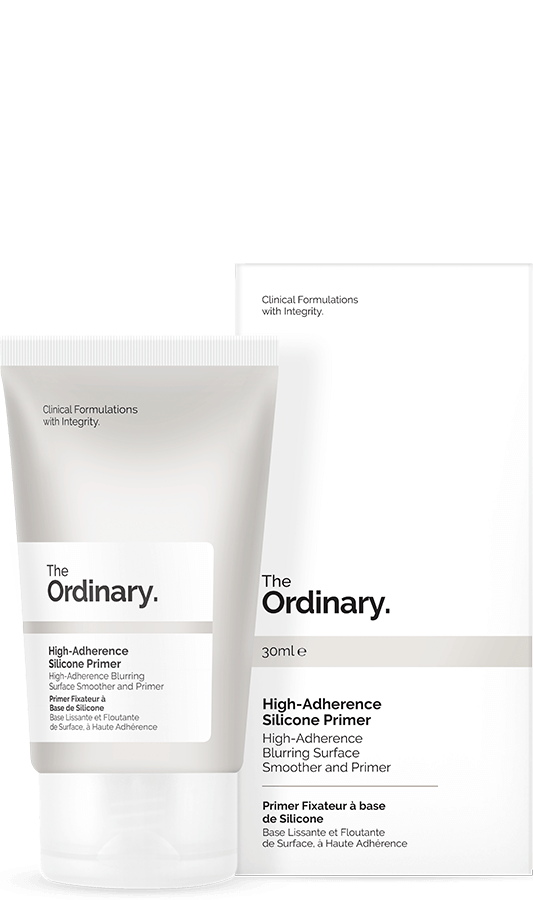 Clinical Formulations
with Integrity.
The
Ordinary.
High-Adherence
Silicone Primer
High-Adherence Blurring
Surface Smoother and Primer
Primer Fixateur à
Base de Silicone
Base Lissante et Floutante
de Surface, à Haute Adhérence
Clinical Formulations
with Integrity.
The
Ordinary.
30ml ℮
High-Adherence
Silicone Primer
High-Adherence
Blurring Surface
Smoother and Primer
Primer Fixateur à base
de Silicone
Base Lissante et Floutante
de Surface, à Haute Adhérence